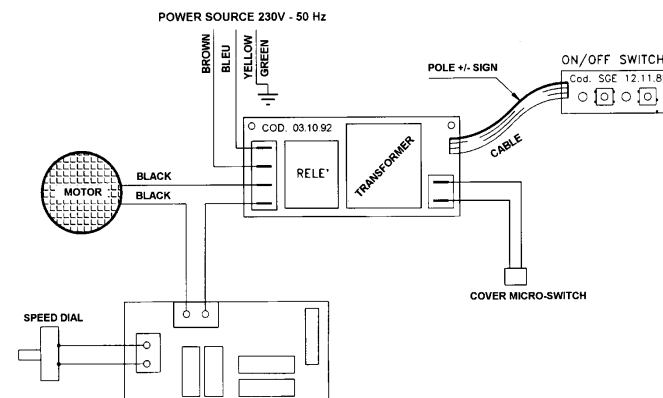 POWER SOURCE 230V - 50 Hz
BROWN
BLEU
YELLOW
GREEN
POLE +/- SIGN
ON/OFF SWITCH
Cod. SGE 12.11.8
COD. 03.10.92
RELE'
TRANSFORMER
CABLE
MOTOR
BLACK
BLACK
COVER MICRO-SWITCH
SPEED DIAL